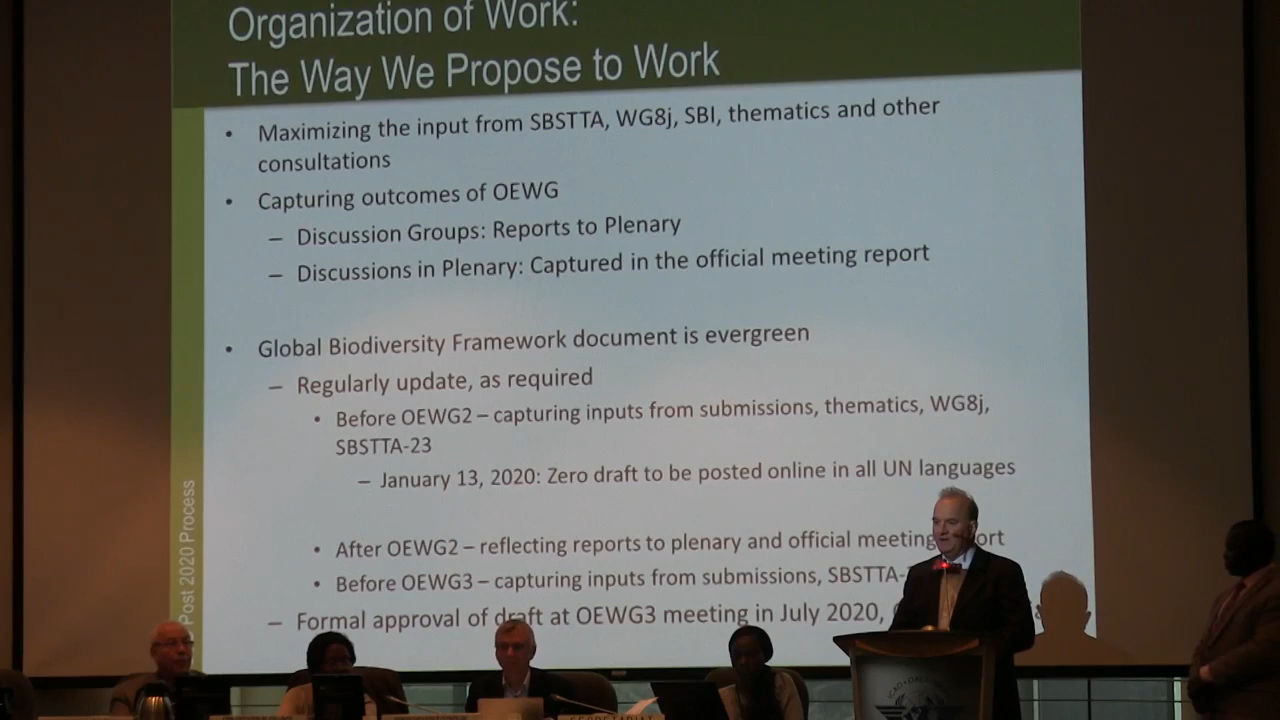 Organization of Work:
The Way We Propose to Work
• Maximizing the input from SBSTTA, WG8j, SBI, thematics and other
consultations
• Capturing outcomes of OEWG
– Discussion Groups: Reports to Plenary
– Discussions in Plenary: Captured in the official meeting report
• Global Biodiversity Framework document is evergreen
– Regularly update, as required
• Before OEWG2 – capturing inputs from submissions, thematics, WG8j,
SBSTTA-23
– January 13, 2020: Zero draft to be posted online in all UN languages
• After OEWG2 – reflecting reports to plenary and official meeting
• Before OEWG3 – capturing inputs from submissions, SBSTTA-
– Formal approval of draft at OEWG3 meeting in July 2020,
Post 2020 Process
ICAO